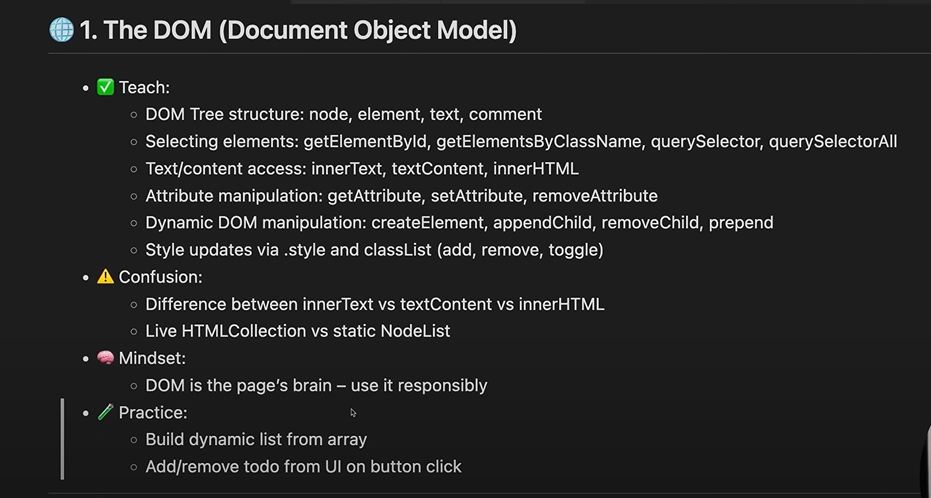 🌐 1. The DOM (Document Object Model)
• ✅ Teach:
◦ DOM Tree structure: node, element, text, comment
◦ Selecting elements: getElementById, getElementsByClassName, querySelector, querySelectorAll
◦ Text/content access: innerText, textContent, innerHTML
◦ Attribute manipulation: getAttribute, setAttribute, removeAttribute
◦ Dynamic DOM manipulation: createElement, appendChild, removeChild, prepend
◦ Style updates via .style and classList (add, remove, toggle)
• ⚠️ Confusion:
◦ Difference between innerText vs textContent vs innerHTML
◦ Live HTMLCollection vs static NodeList
• 🧠 Mindset:
◦ DOM is the page’s brain – use it responsibly
• 🧪 Practice:
◦ Build dynamic list from array
◦ Add/remove todo from UI on button click